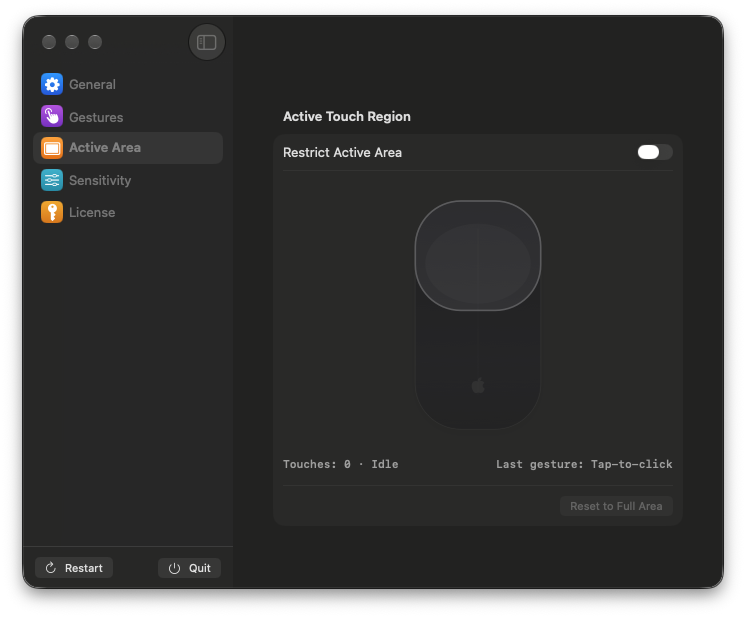 General
Gestures
Active Area
Sensitivity
License
Restart
Quit
Active Touch Region
Restrict Active Area
Touches: 0 · Idle
Last gesture: Tap-to-click
Reset to Full Area